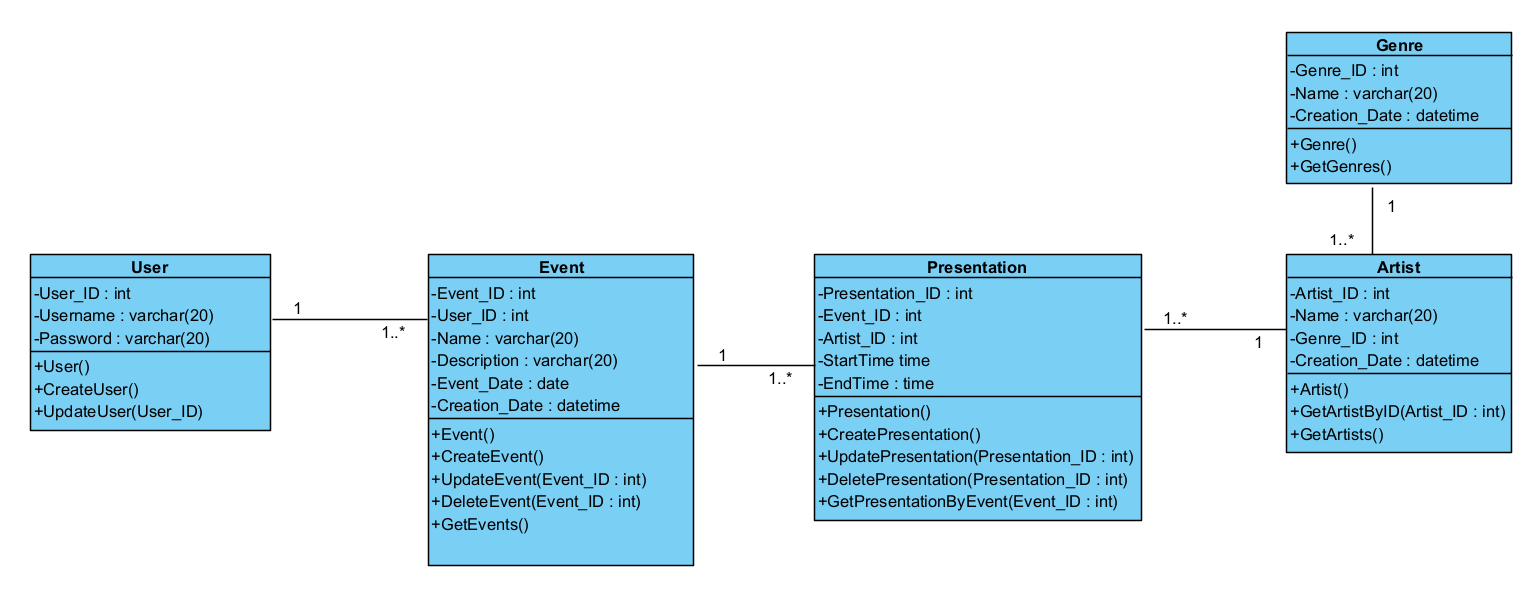 Genre
-Genre_ID : int
-Name : varchar(20)
-Creation_Date : datetime
+Genre()
+GetGenres()
1
1..*
User
-User_ID : int
-Username : varchar(20)
-Password : varchar(20)
+User()
+CreateUser()
+UpdateUser(User_ID)
1
1..*
Event
-Event_ID : int
-User_ID : int
-Name : varchar(20)
-Description : varchar(20)
-Event_Date : date
-Creation_Date : datetime
+Event()
+CreateEvent()
+UpdateEvent(Event_ID : int)
+DeleteEvent(Event_ID : int)
+GetEvents()
1
1..*
Presentation
-Presentation_ID : int
-Event_ID : int
-Artist_ID : int
-StartTime time
-EndTime : time
+Presentation()
+CreatePresentation()
+UpdatePresentation(Presentation_ID : int)
+DeletePresentation(Presentation_ID : int)
+GetPresentationByEvent(Event_ID : int)
1..*
1
Artist
-Artist_ID : int
-Name : varchar(20)
-Genre_ID : int
-Creation_Date : datetime
+Artist()
+GetArtistByID(Artist_ID : int)
+GetArtists()